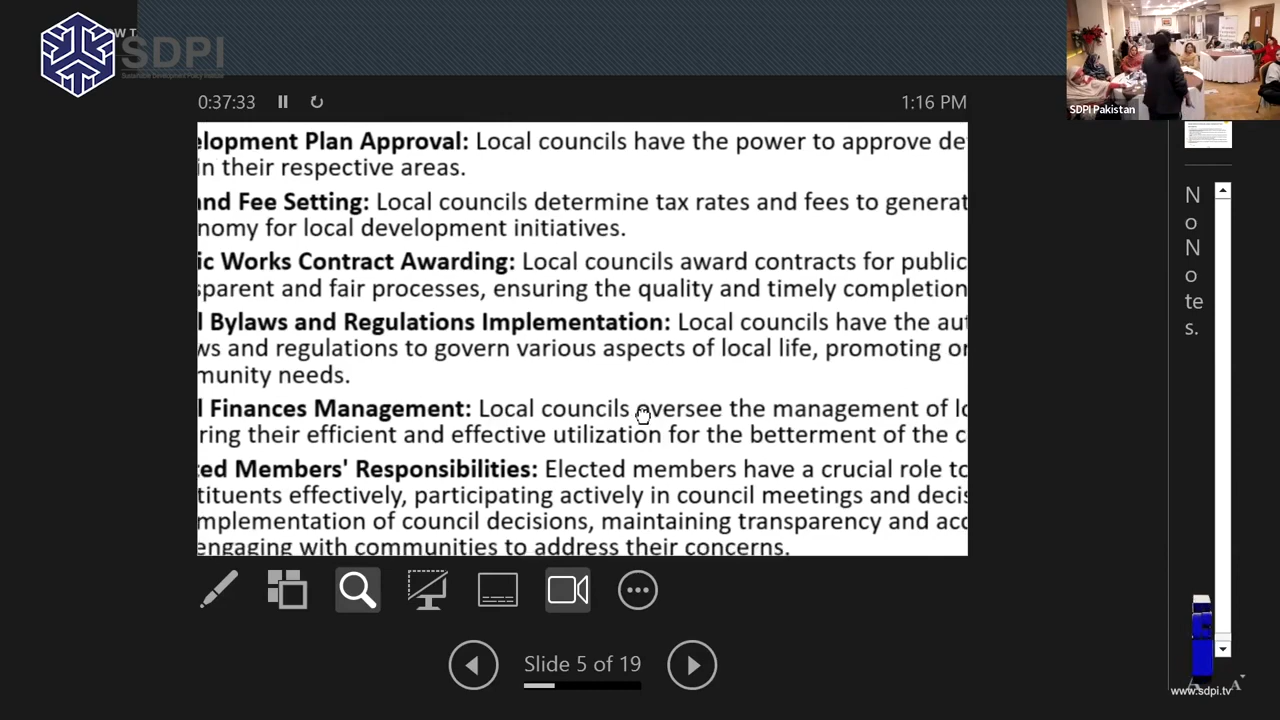 W T
SDPI
Sustainable Development Policy Institute
SDPI Pakistan
0:37:33
1:16 PM
elopment Plan Approval: Local councils have the power to approve de
in their respective areas.
and Fee Setting: Local councils determine tax rates and fees to generat
nomy for local development initiatives.
ic Works Contract Awarding: Local councils award contracts for public
sparent and fair processes, ensuring the quality and timely completion
l Bylaws and Regulations Implementation: Local councils have the aut
ws and regulations to govern various aspects of local life, promoting or
munity needs.
l Finances Management: Local councils oversee the management of lo
ring their efficient and effective utilization for the betterment of the c
ted Members' Responsibilities: Elected members have a crucial role to
tituents effectively, participating actively in council meetings and decis
mplementation of council decisions, maintaining transparency and acc
engaging with communities to address their concerns.
N
o
N
o
te
s.
Slide 5 of 19
A
A
www.sdpi.tv